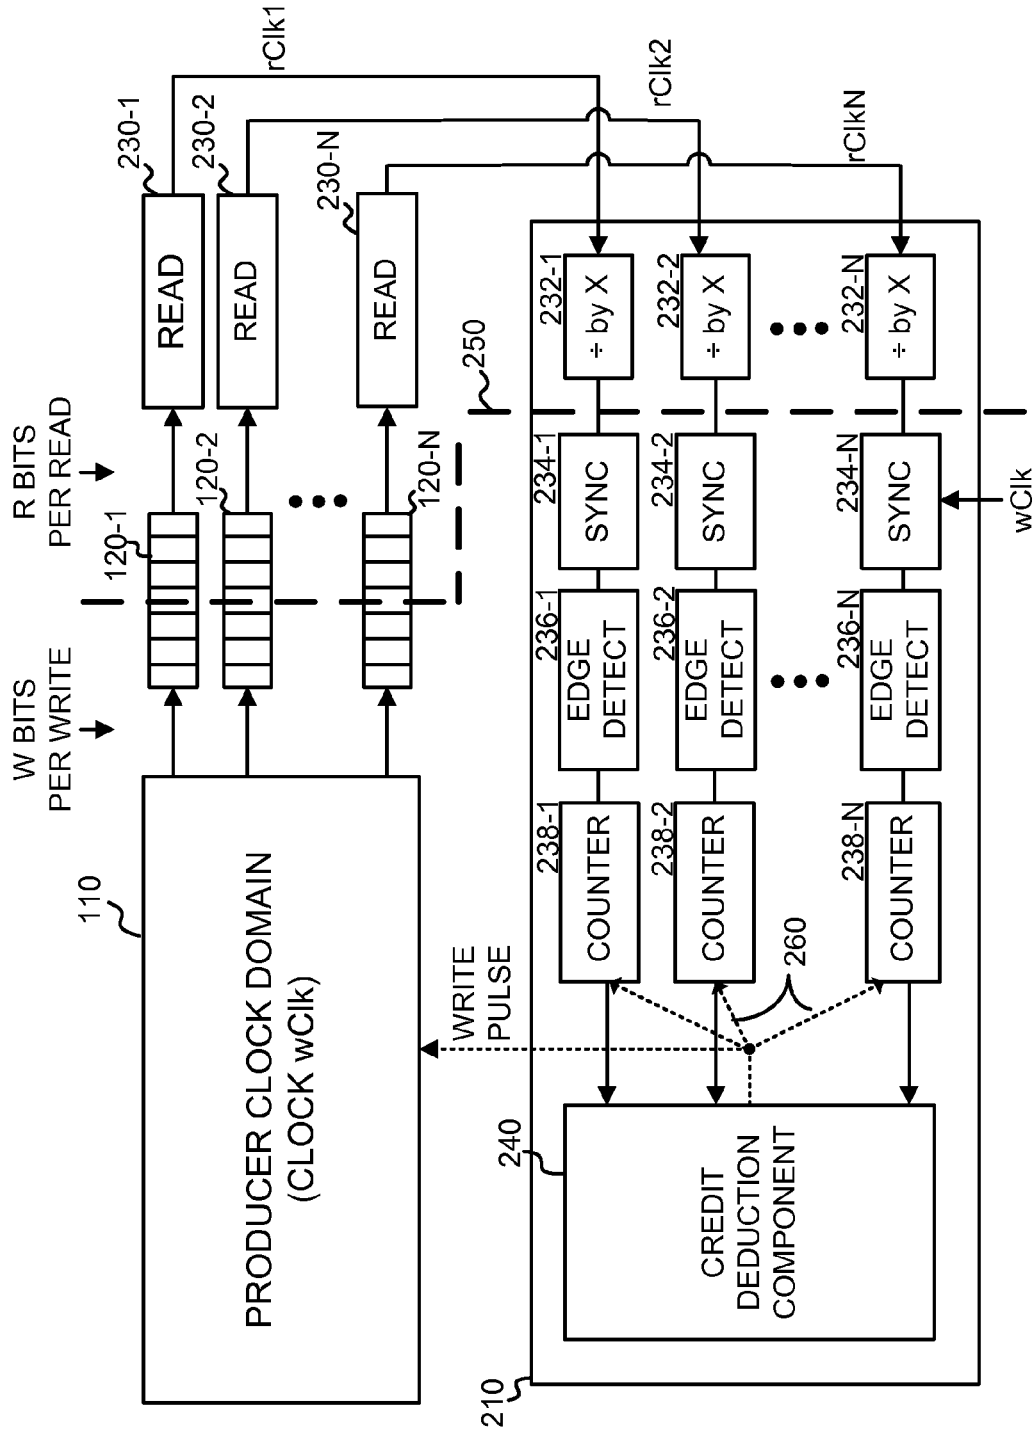 W BITS
PER WRITE
R BITS
PER READ
110
PRODUCER CLOCK DOMAIN
(CLOCK wClk)
120-1
120-2
120-N
READ
READ
READ
230-1
230-2
230-N
rClk1
rClk2
rClkN
WRITE
PULSE
250
210
240
CREDIT
DEDUCTION
COMPONENT
260
238-1
COUNTER
236-1
EDGE
DETECT
234-1
SYNC
232-1
÷ by X
238-2
COUNTER
236-2
EDGE
DETECT
234-2
SYNC
232-2
÷ by X
238-N
COUNTER
236-N
EDGE
DETECT
234-N
SYNC
232-N
÷ by X
wClk